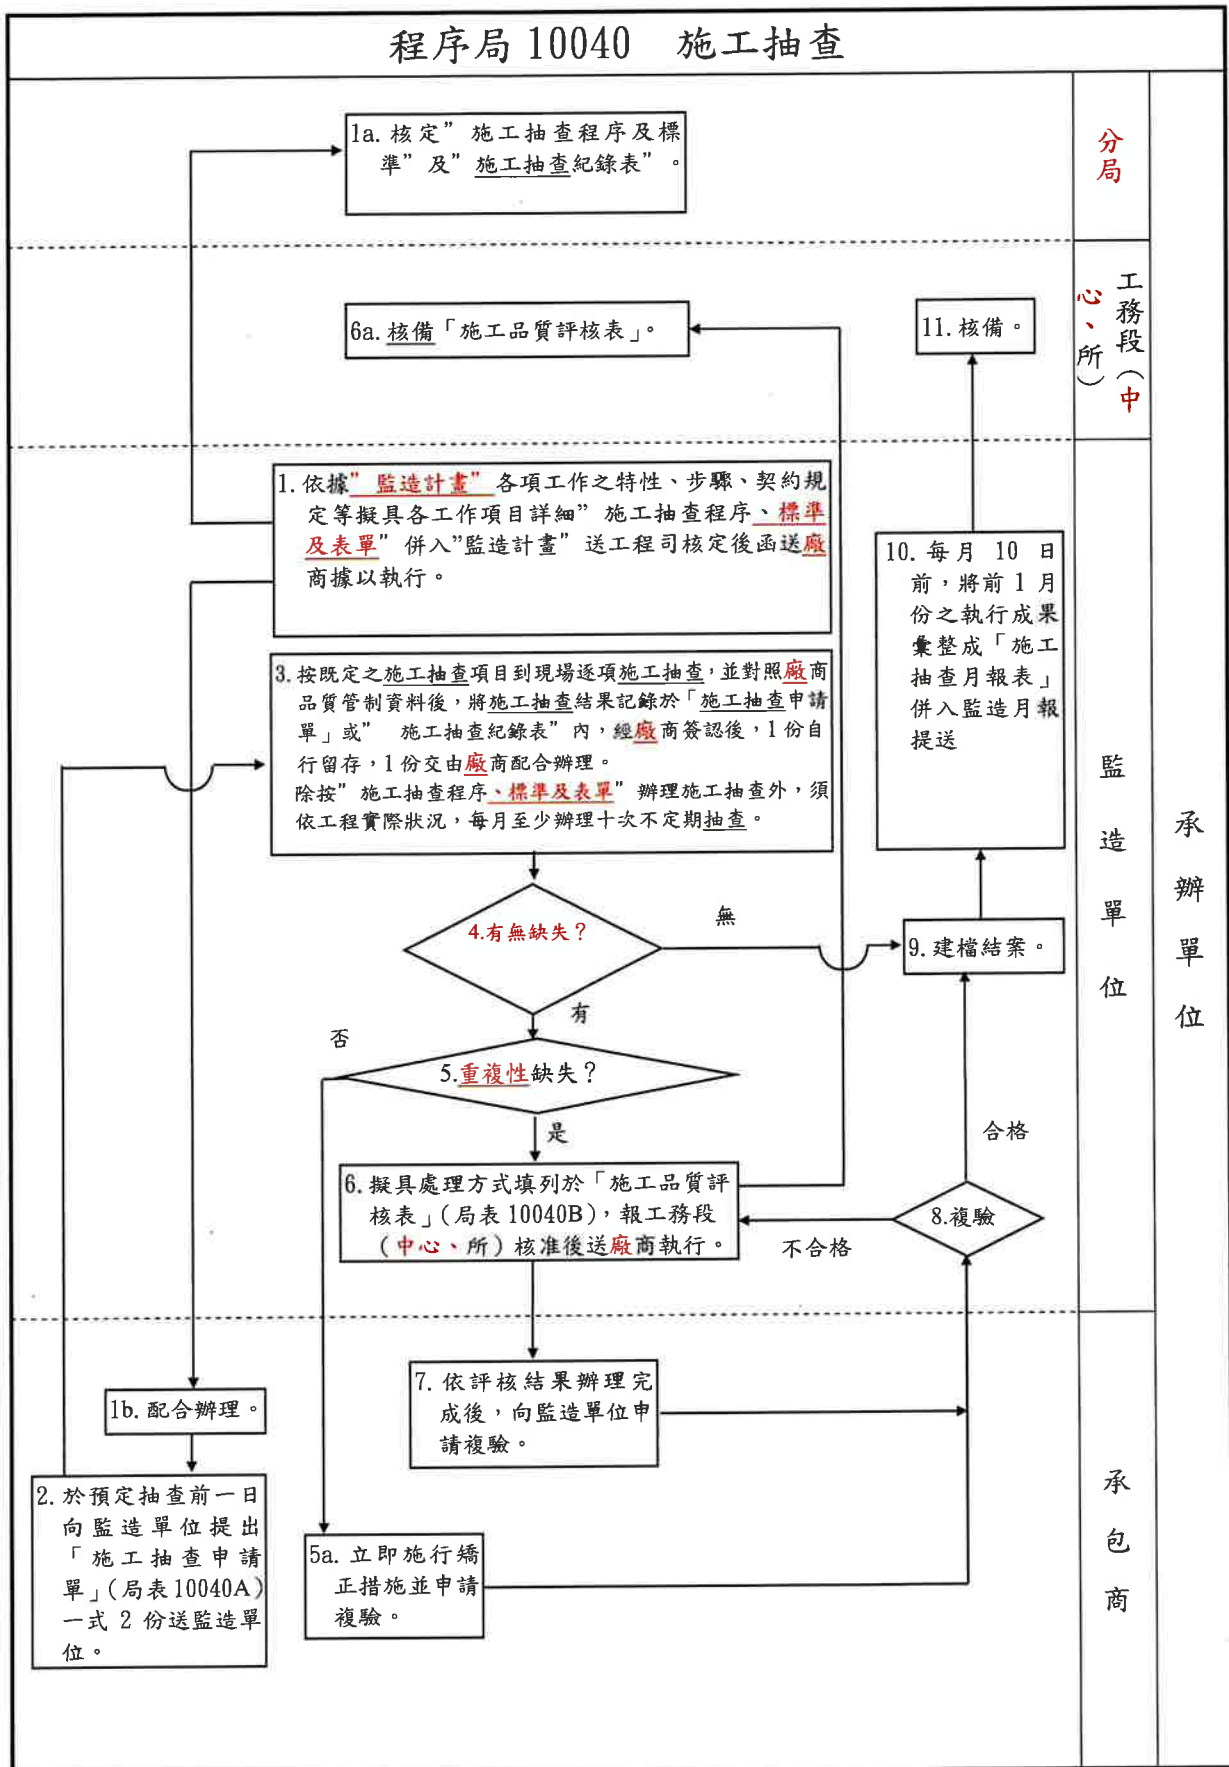 程序局 10040　施工抽查
1a. 核定”施工抽查程序及標
準”及”施工抽查紀錄表”。
分局
6a. 核備「施工品質評核表」。
11. 核備。
工務段（中
心、所）
1. 依據”監造計畫”各項工作之特性、步驟、契約規
定等擬具各工作項目詳細”施工抽查程序、標準
及表單”併入”監造計畫”送工程司核定後函送廠
商據以執行。
10. 每月 10 日
前，將前 1 月
份之執行成果
彙整成「施工
抽查月報表」
併入監造月報
提送
3. 按既定之施工抽查項目到現場逐項施工抽查，並對照廠商
品質管制資料後，將施工抽查結果記錄於「施工抽查申請
單」或”施工抽查紀錄表”內，經廠商簽認後，1 份自
行留存，1 份交由廠商配合辦理。
除按”施工抽查程序、標準及表單”辦理施工抽查外，須
依工程實際狀況，每月至少辦理十次不定期抽查。
監造單位
承辦單位
4.有無缺失？
無
9. 建檔結案。
有
否
5.重複性缺失？
是
合格
6. 擬具處理方式填列於「施工品質評
核表」（局表 10040B），報工務段
（中心、所）核准後送廠商執行。
8.複驗
不合格
7. 依評核結果辦理完
成後，向監造單位申
請複驗。
1b. 配合辦理。
2. 於預定抽查前一日
向監造單位提出
「施工抽查申請
單」（局表 10040A）
一式 2 份送監造單
位。
5a. 立即施行矯
正措施並申請
複驗。
承包商